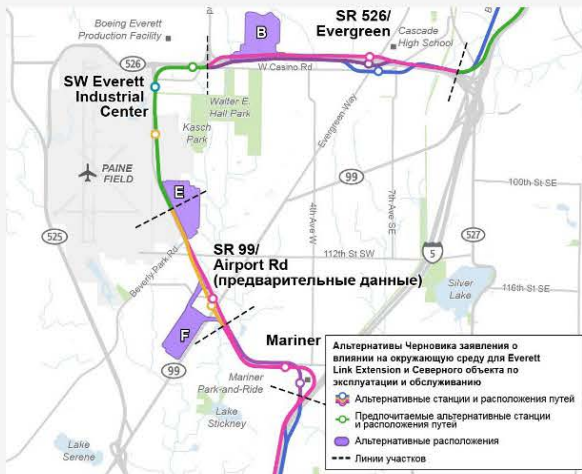 Boeing Everett
Production Facility
SR 526/
Evergreen
Cascade
High School
B
526
W Casino Rd
SW Everett
Industrial
Center
Walter E.
Hall Park
Kasch
Park
Evergreen Way
PAINE
FIELD
99
4th Ave W
7th Ave SE
100th St SE
E
525
527
SR 99/
Airport Rd
(предварительные данные)
112th St SW
5
Beverly Park Rd
Silver
Lake
116th St SE
F
Mariner
99
Mariner
Park-and-Ride
Lake
Stickney
Lake
Serene
Альтернативы Черновика заявления о
влиянии на окружающую среду для Everett
Link Extension и Северного объекта по
эксплуатации и обслуживанию
Альтернативные станции и расположения путей
Предпочитаемые альтернативные станции
и расположения путей
Альтернативные расположения
Линии участков